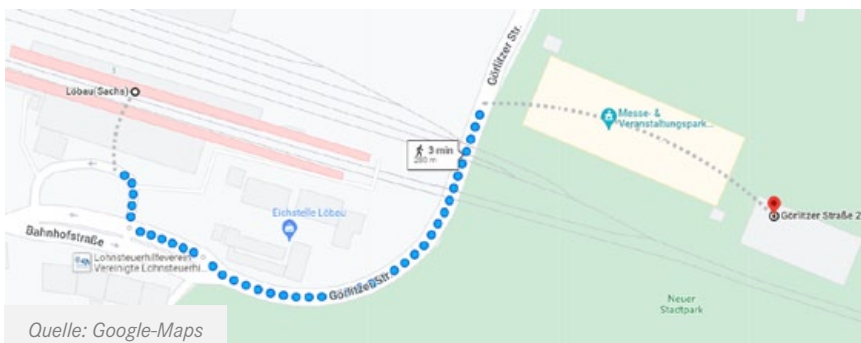 Görlitzer Str.
Löbau(Sachs)
Messe- &
Veranstaltungspark...
3 min
280 m
Görlitzer Straße 2
Eichstelle Löbau
Bahnhofstraße
Lohnsteuerhilfeverein
Vereinigte Lohnsteuerhi...
Görlitzer Str.
Neuer
Stadtpark
Quelle: Google-Maps